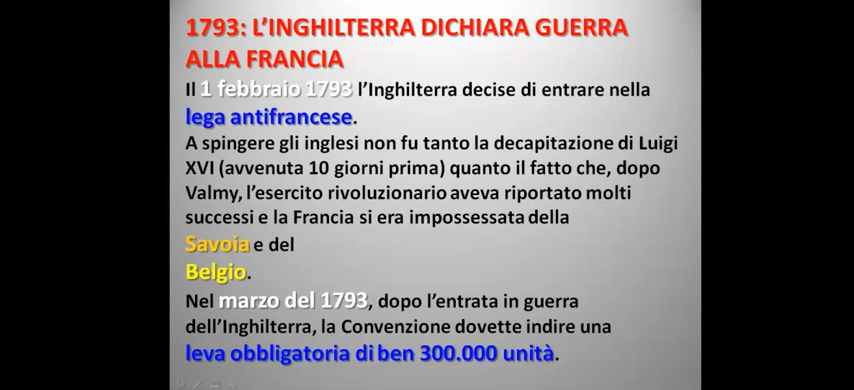 1793: L'INGHILTERRA DICHIARA GUERRA
ALLA FRANCIA
Il 1 febbraio 1793 l'Inghilterra decise di entrare nella
lega antifrancese.
A spingere gli inglesi non fu tanto la decapitazione di Luigi
XVI (avvenuta 10 giorni prima) quanto il fatto che, dopo
Valmy, l'esercito rivoluzionario aveva riportato molti
successi e la Francia si era impossessata della
Savoia e del
Belgio.
Nel marzo del 1793, dopo l'entrata in guerra
dell'Inghilterra, la Convenzione dovette indire una
leva obbligatoria di ben 300.000 unità.